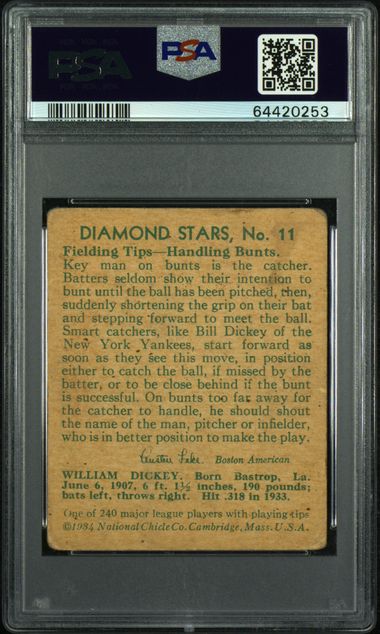 PSA
PSA
64420253
DIAMOND STARS, No. 11
Fielding Tips—Handling Bunts.
Key man on bunts is the catcher.
Batters seldom show their intention to
bunt until the ball has been pitched, then,
suddenly shortening the grip on their bat
and stepping forward to meet the ball.
Smart catchers, like Bill Dickey of the
New York Yankees, start forward as
soon as they see this move, in position
either to catch the ball, if missed by the
batter, or to be close behind if the bunt
is successful. On bunts too far away for
the catcher to handle, he should shout
the name of the man, pitcher or infielder,
who is in better position to make the play.
Austen Lake Boston American
WILLIAM DICKEY. Born Bastrop, La.
June 6, 1907, 6 ft. 1½ inches, 190 pounds;
bats left, throws right. Hit .318 in 1933.
One of 240 major league players with playing tips
©1934 National Chicle Co. Cambridge, Mass. U.S.A.